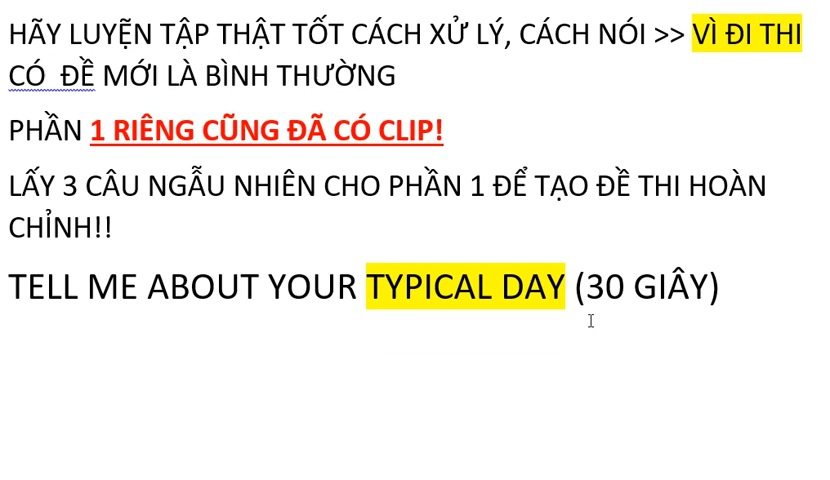 HÃY LUYỆN TẬP THẬT TỐT CÁCH XỬ LÝ, CÁCH NÓI >> VÌ ĐI THI
CÓ ĐỀ MỚI LÀ BÌNH THƯỜNG
PHẦN 1 RIÊNG CŨNG ĐÃ CÓ CLIP!
LẤY 3 CÂU NGẪU NHIÊN CHO PHẦN 1 ĐỂ TẠO ĐỀ THI HOÀN
CHỈNH!!
TELL ME ABOUT YOUR TYPICAL DAY (30 GIÂY)